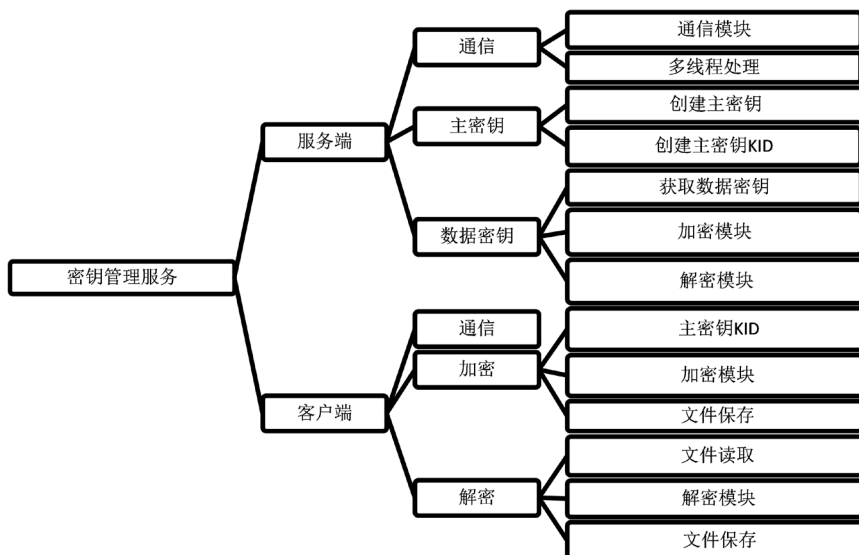 密钥管理服务
服务端
通信
通信模块
多线程处理
主密钥
创建主密钥
创建主密钥KID
数据密钥
获取数据密钥
加密模块
解密模块
客户端
通信
加密
主密钥KID
加密模块
文件保存
解密
文件读取
解密模块
文件保存